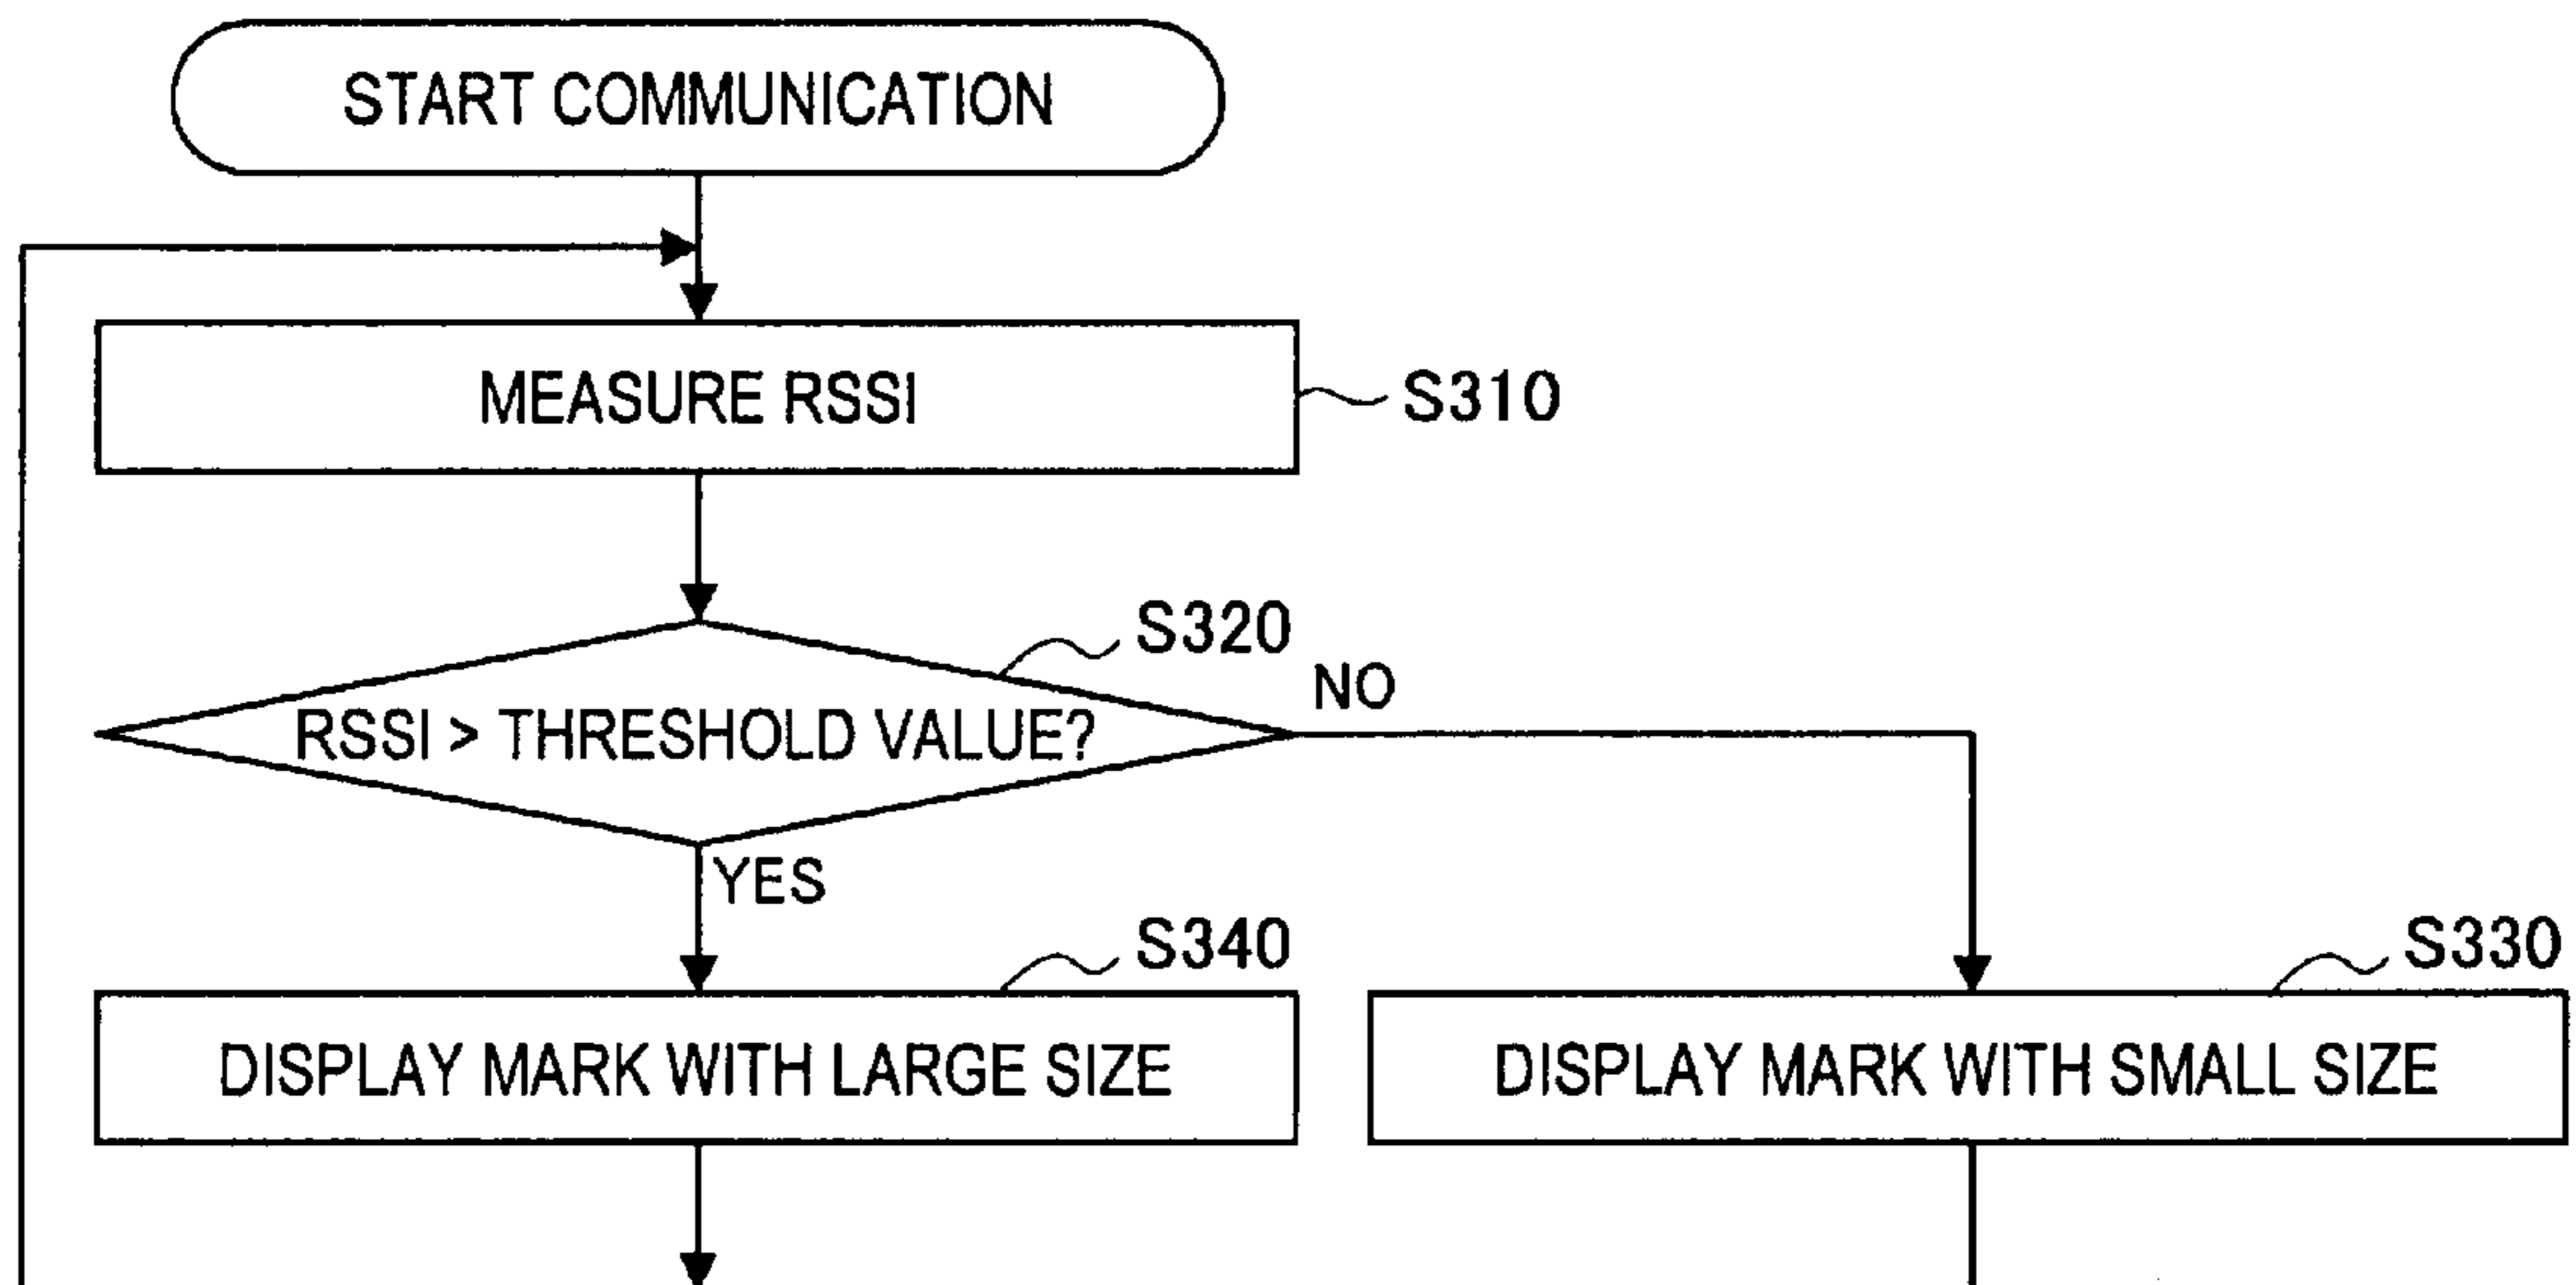 START COMMUNICATION
MEASURE RSSI
S310
S320
RSSI > THRESHOLD VALUE?
NO
YES
S340
S330
DISPLAY MARK WITH LARGE SIZE
DISPLAY MARK WITH SMALL SIZE